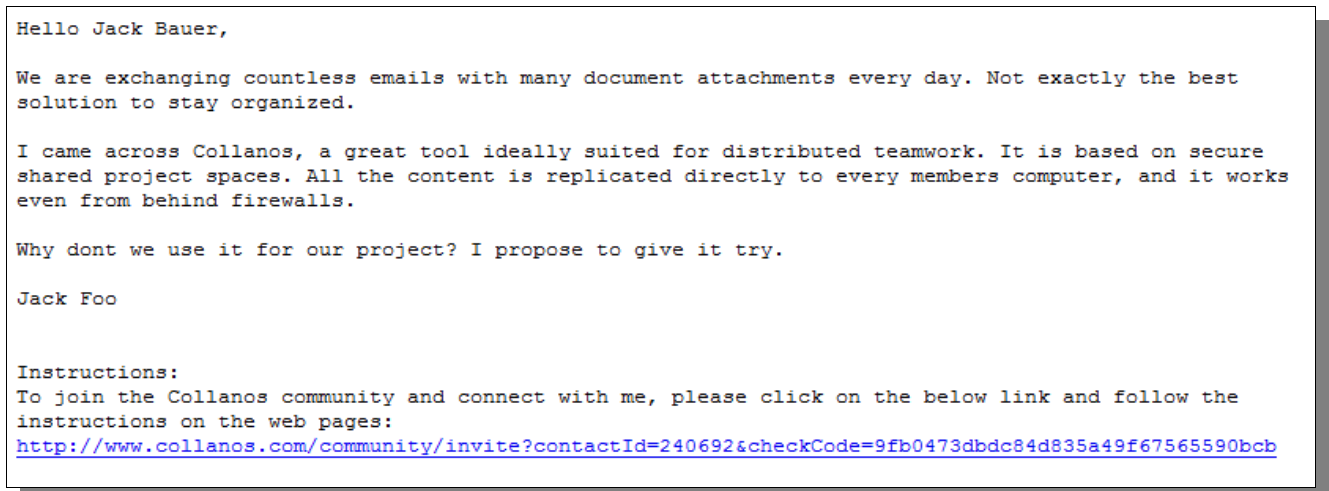 Hello Jack Bauer,
We are exchanging countless emails with many document attachments every day. Not exactly the best
solution to stay organized.
I came across Collanos, a great tool ideally suited for distributed teamwork. It is based on secure
shared project spaces. All the content is replicated directly to every members computer, and it works
even from behind firewalls.
Why dont we use it for our project? I propose to give it try.
Jack Foo
Instructions:
To join the Collanos community and connect with me, please click on the below link and follow the
instructions on the web pages:
http://www.collanos.com/community/invite?contactId=240692&checkCode=9fb0473dbdc84d835a49f67565590bcb